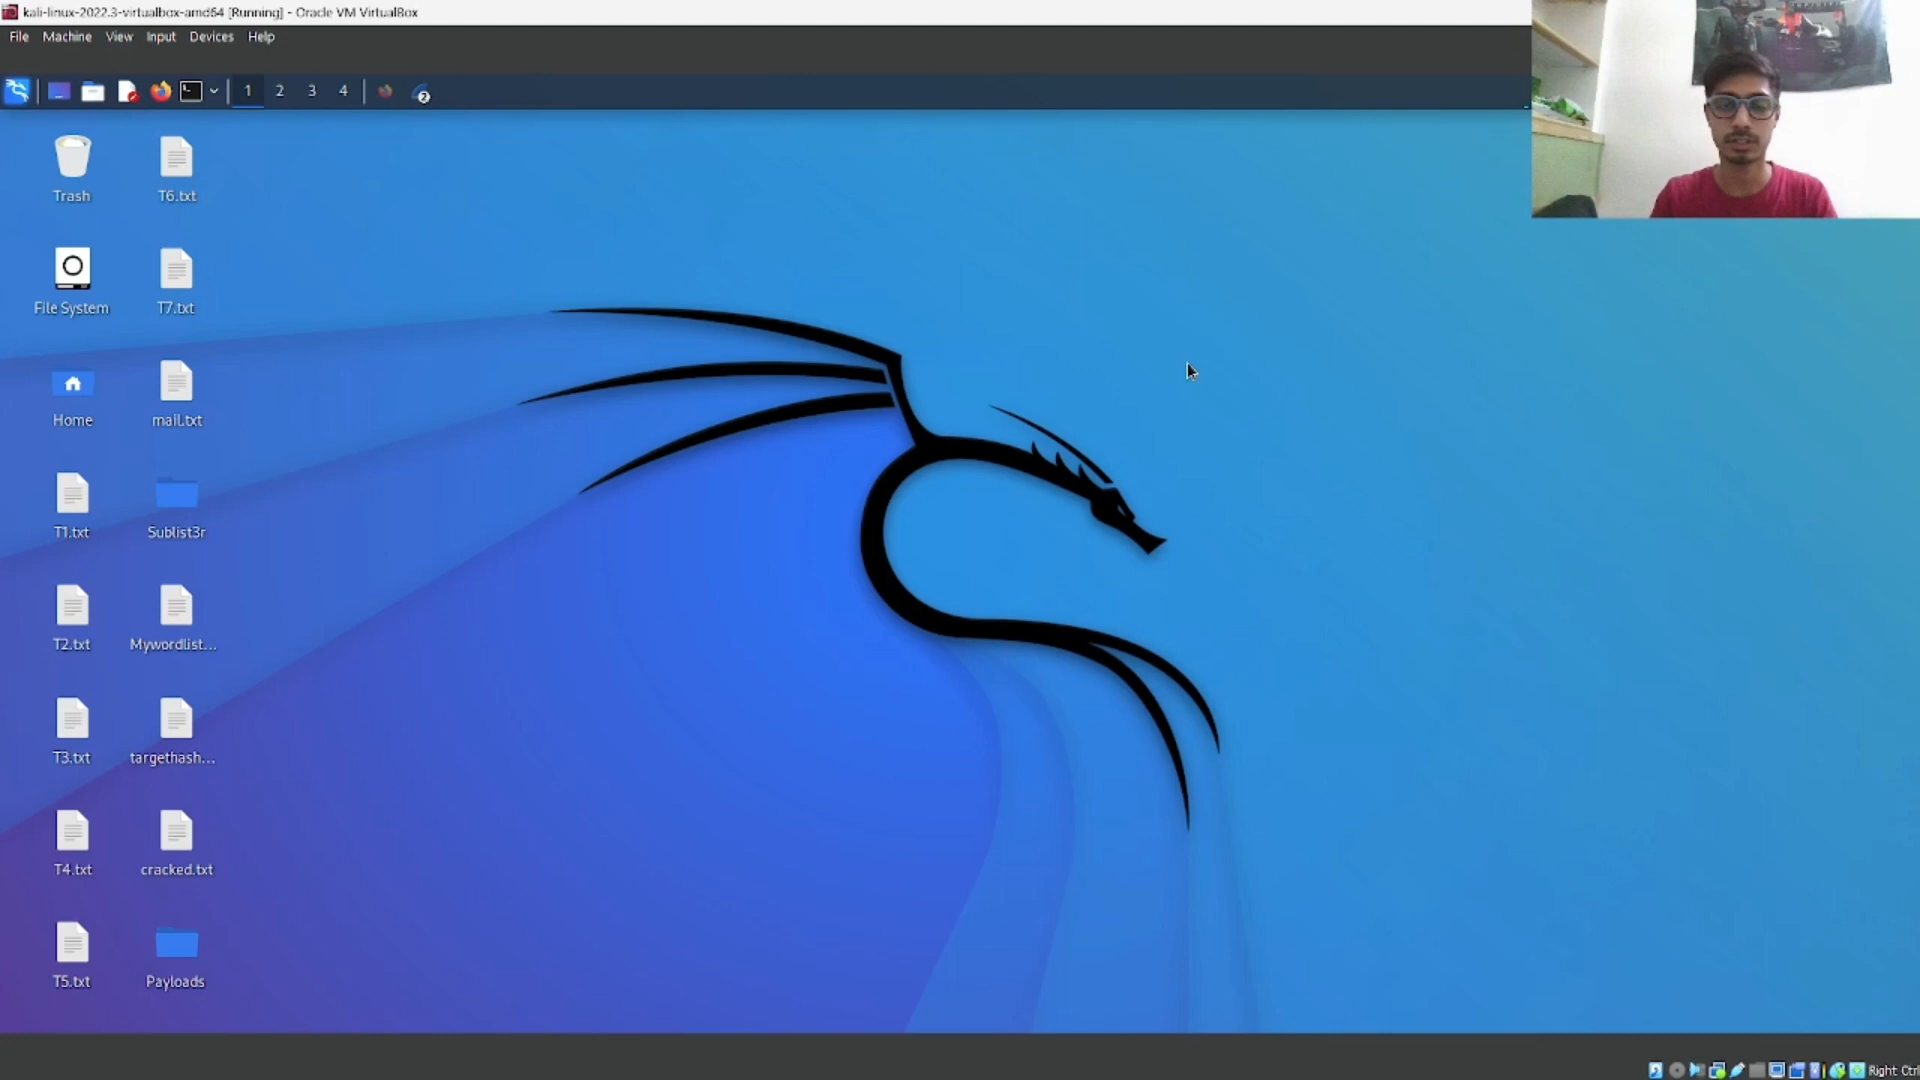 kali-linux-2022.3-virtualbox-amd64 [Running] - Oracle VM VirtualBox
File Machine View Input Devices Help
1 2 3 4 2
Trash T6.txt
File System T7.txt
Home mail.txt
T1.txt Sublist3r
T2.txt Mywordlist...
T3.txt targethash...
T4.txt cracked.txt
T5.txt Payloads
Right Ctrl